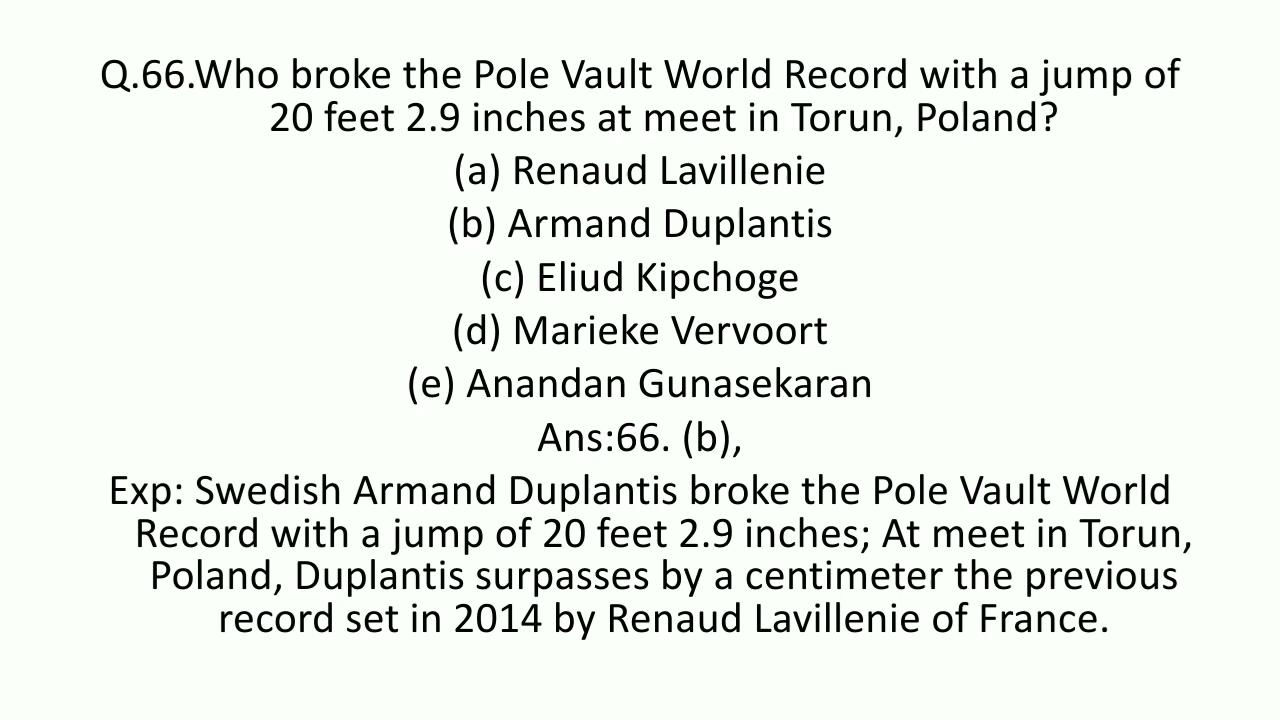 Q.66.Who broke the Pole Vault World Record with a jump of
20 feet 2.9 inches at meet in Torun, Poland?
(a) Renaud Lavillenie
(b) Armand Duplantis
(c) Eliud Kipchoge
(d) Marieke Vervoort
(e) Anandan Gunasekaran
Ans:66. (b),
Exp: Swedish Armand Duplantis broke the Pole Vault World
Record with a jump of 20 feet 2.9 inches; At meet in Torun,
Poland, Duplantis surpasses by a centimeter the previous
record set in 2014 by Renaud Lavillenie of France.